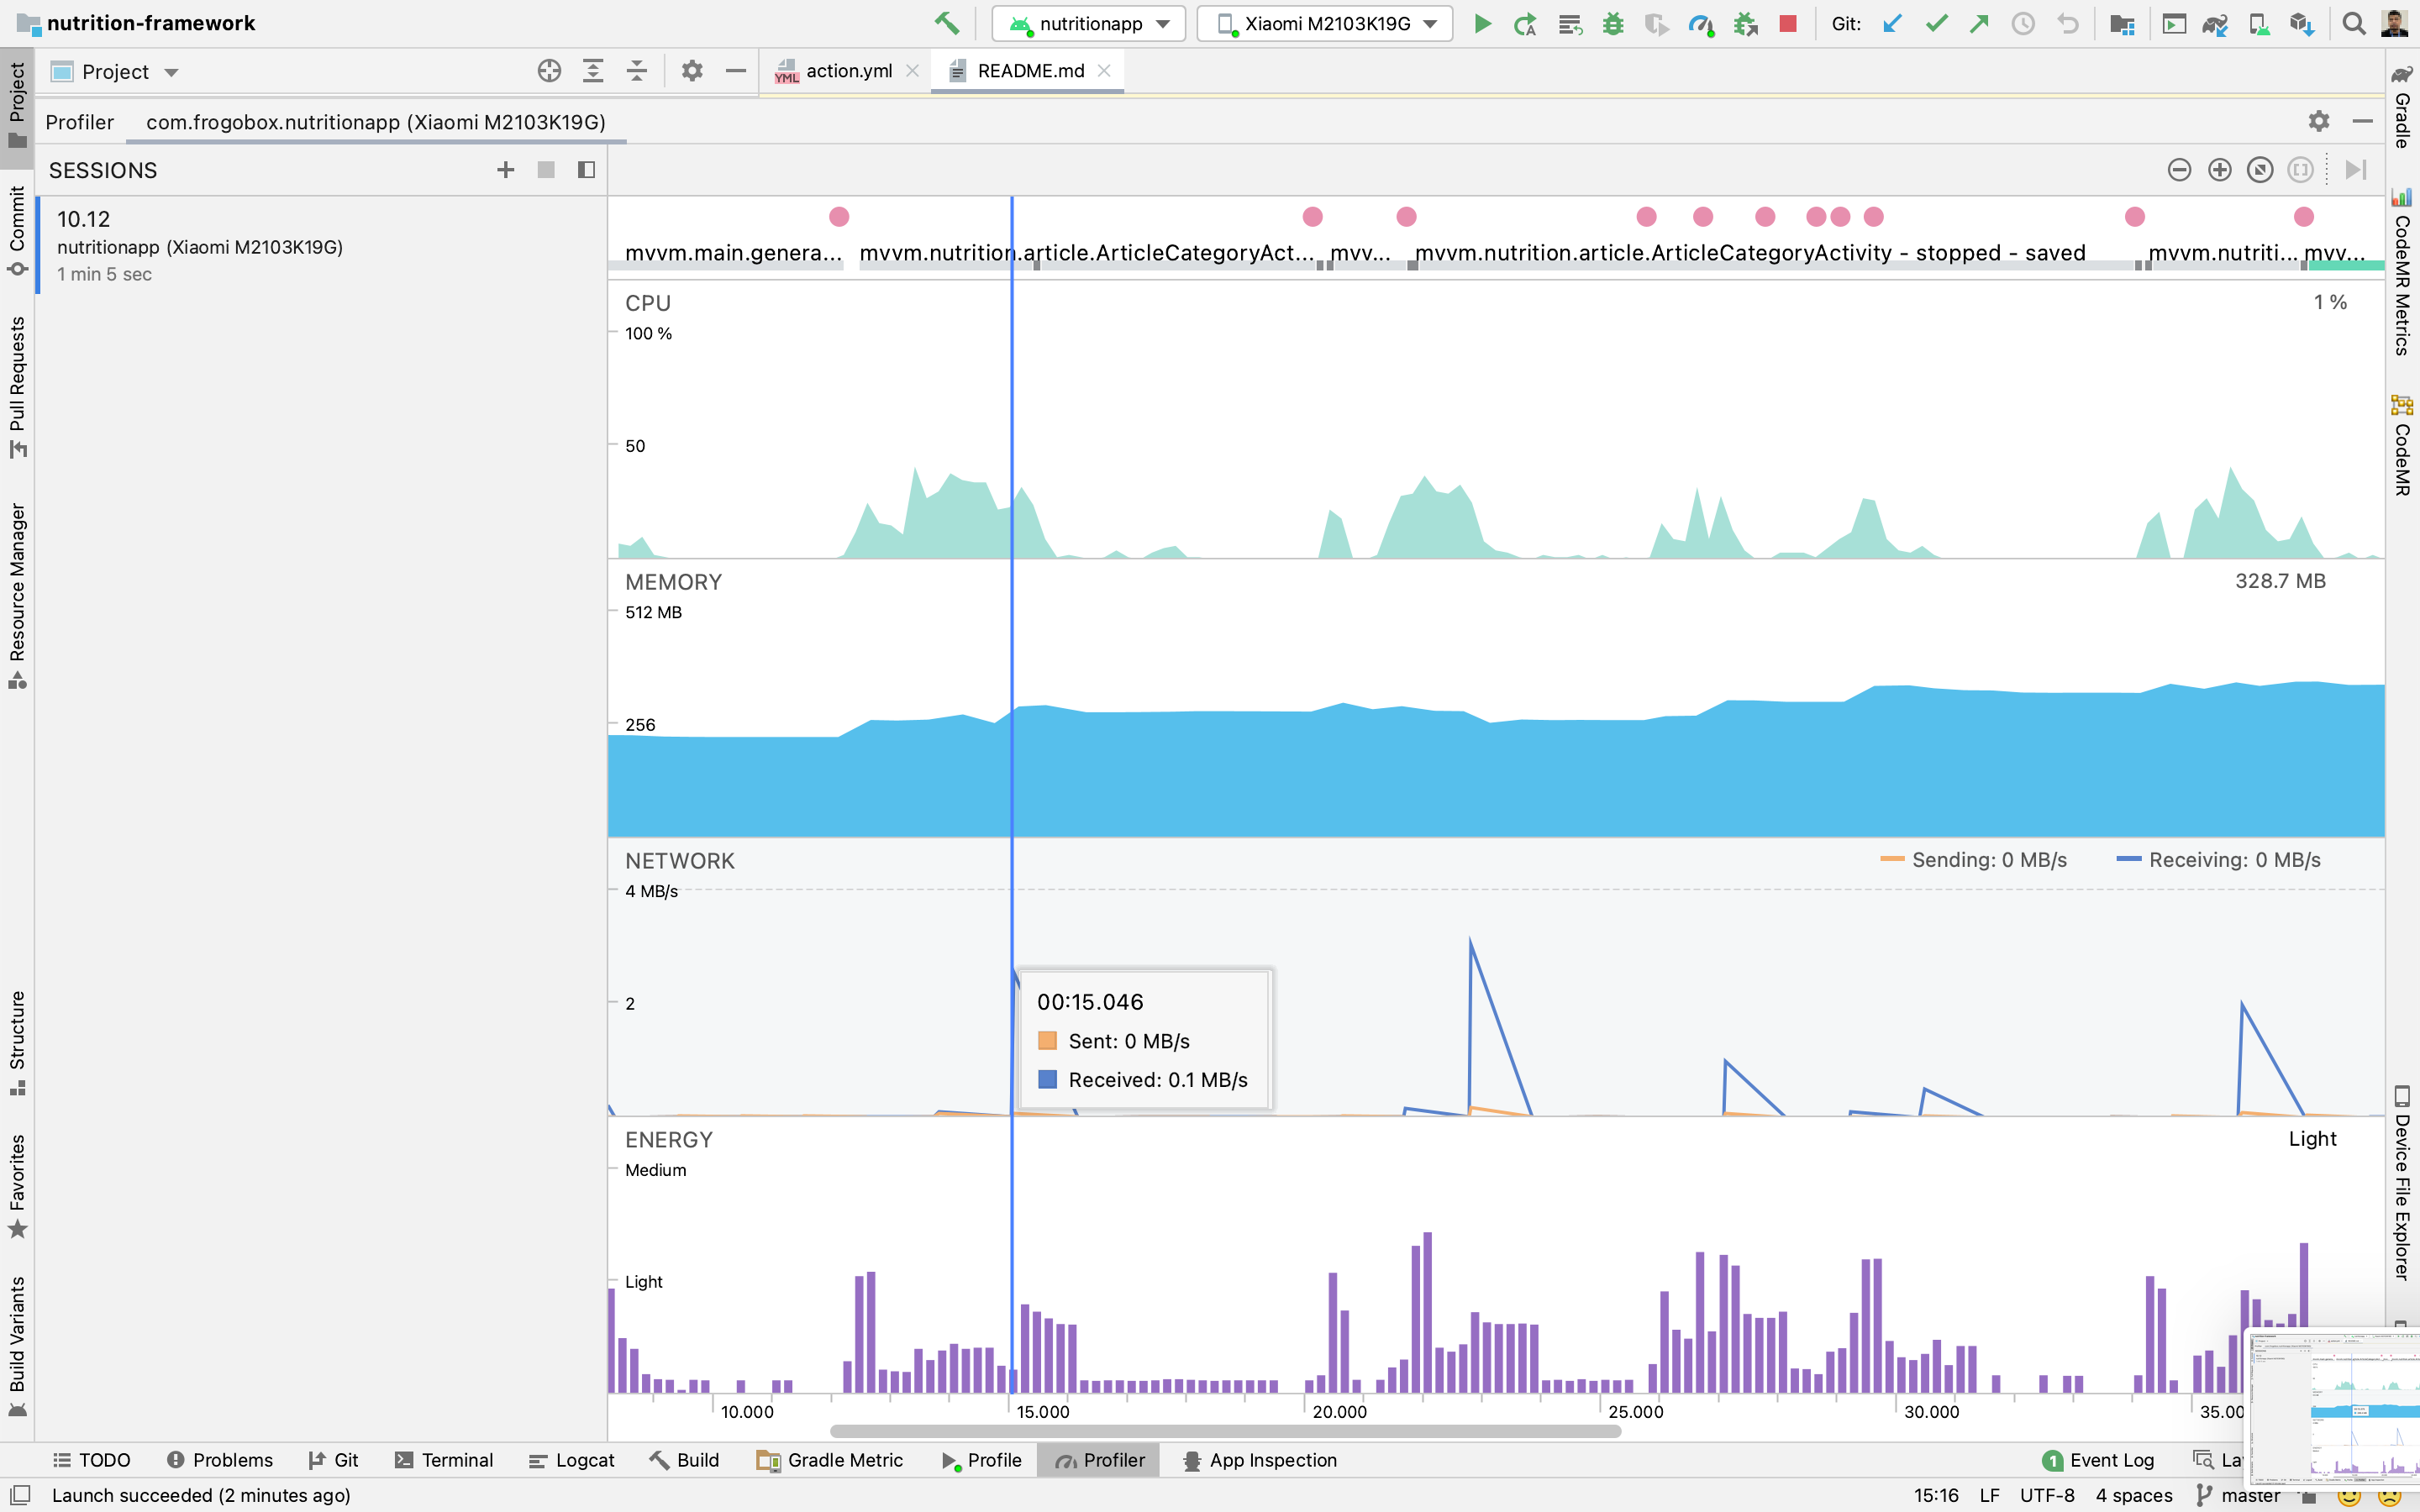 nutrition-framework
nutritionapp
Xiaomi M2103K19G
Git:
Project
action.yml
README.md
Profiler
com.frogobox.nutritionapp (Xiaomi M2103K19G)
SESSIONS
10.12
nutritionapp (Xiaomi M2103K19G)
1 min 5 sec
mvvm.main.genera...
mvvm.nutrition.article.ArticleCategoryAct...
mvv...
mvvm.nutrition.article.ArticleCategoryActivity - stopped - saved
mvvm.nutriti...
mvv...
CPU
1 %
100 %
50
MEMORY
328.7 MB
512 MB
256
NETWORK
Sending: 0 MB/s
Receiving: 0 MB/s
4 MB/s
2
00:15.046
Sent: 0 MB/s
Received: 0.1 MB/s
ENERGY
Light
Medium
Light
10.000
15.000
20.000
25.000
30.000
35.00
Project
Commit
Pull Requests
Resource Manager
Structure
Favorites
Build Variants
Gradle
CodeMR Metrics
CodeMR
Device File Explorer
YML
TODO
Problems
Git
Terminal
Logcat
Build
Gradle Metric
Profile
Profiler
App Inspection
1 Event Log
La
Launch succeeded (2 minutes ago)
15:16
LF
UTF-8
4 spaces
master